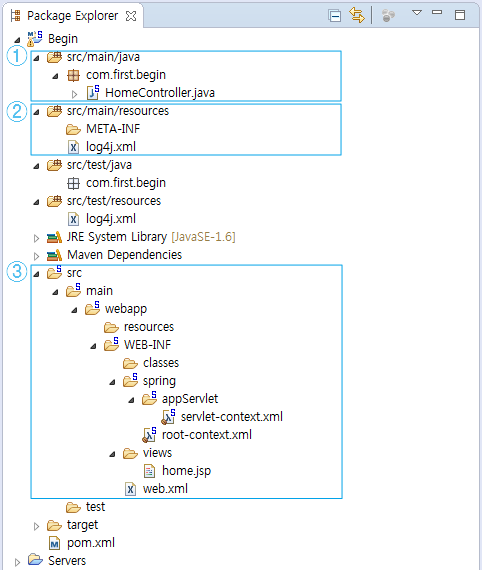 Package Explorer
Begin
① src/main/java
com.first.begin
HomeController.java
② src/main/resources
META-INF
log4j.xml
src/test/java
com.first.begin
src/test/resources
log4j.xml
JRE System Library [JavaSE-1.6]
Maven Dependencies
③ src
main
webapp
resources
WEB-INF
classes
spring
appServlet
servlet-context.xml
root-context.xml
views
home.jsp
web.xml
test
target
pom.xml
Servers